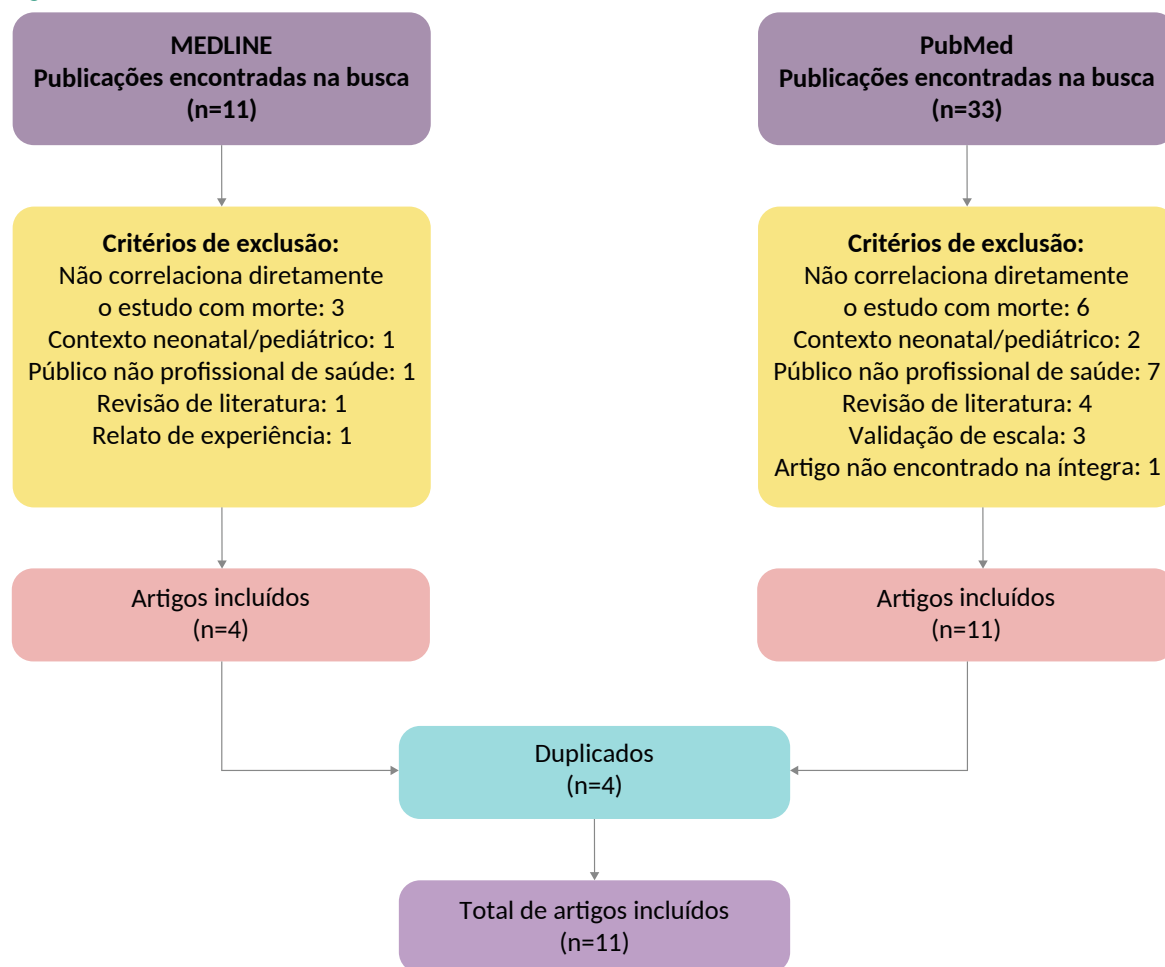 MEDLINE
Publicações encontradas na busca
(n=11)
PubMed
Publicações encontradas na busca
(n=33)
Critérios de exclusão:
Não correlaciona diretamente
o estudo com morte: 3
Contexto neonatal/pediátrico: 1
Público não profissional de saúde: 1
Revisão de literatura: 1
Relato de experiência: 1
Critérios de exclusão:
Não correlaciona diretamente
o estudo com morte: 6
Contexto neonatal/pediátrico: 2
Público não profissional de saúde: 7
Revisão de literatura: 4
Validação de escala: 3
Artigo não encontrado na íntegra: 1
Artigos incluídos
(n=4)
Artigos incluídos
(n=11)
Duplicados
(n=4)
Total de artigos incluídos
(n=11)